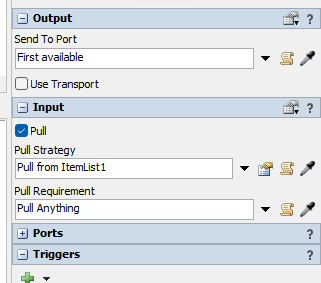 Output
?
Send To Port
First available
Use Transport
Input
?
Pull
Pull Strategy
Pull from ItemList1
Pull Requirement
Pull Anything
Ports
?
Triggers
?